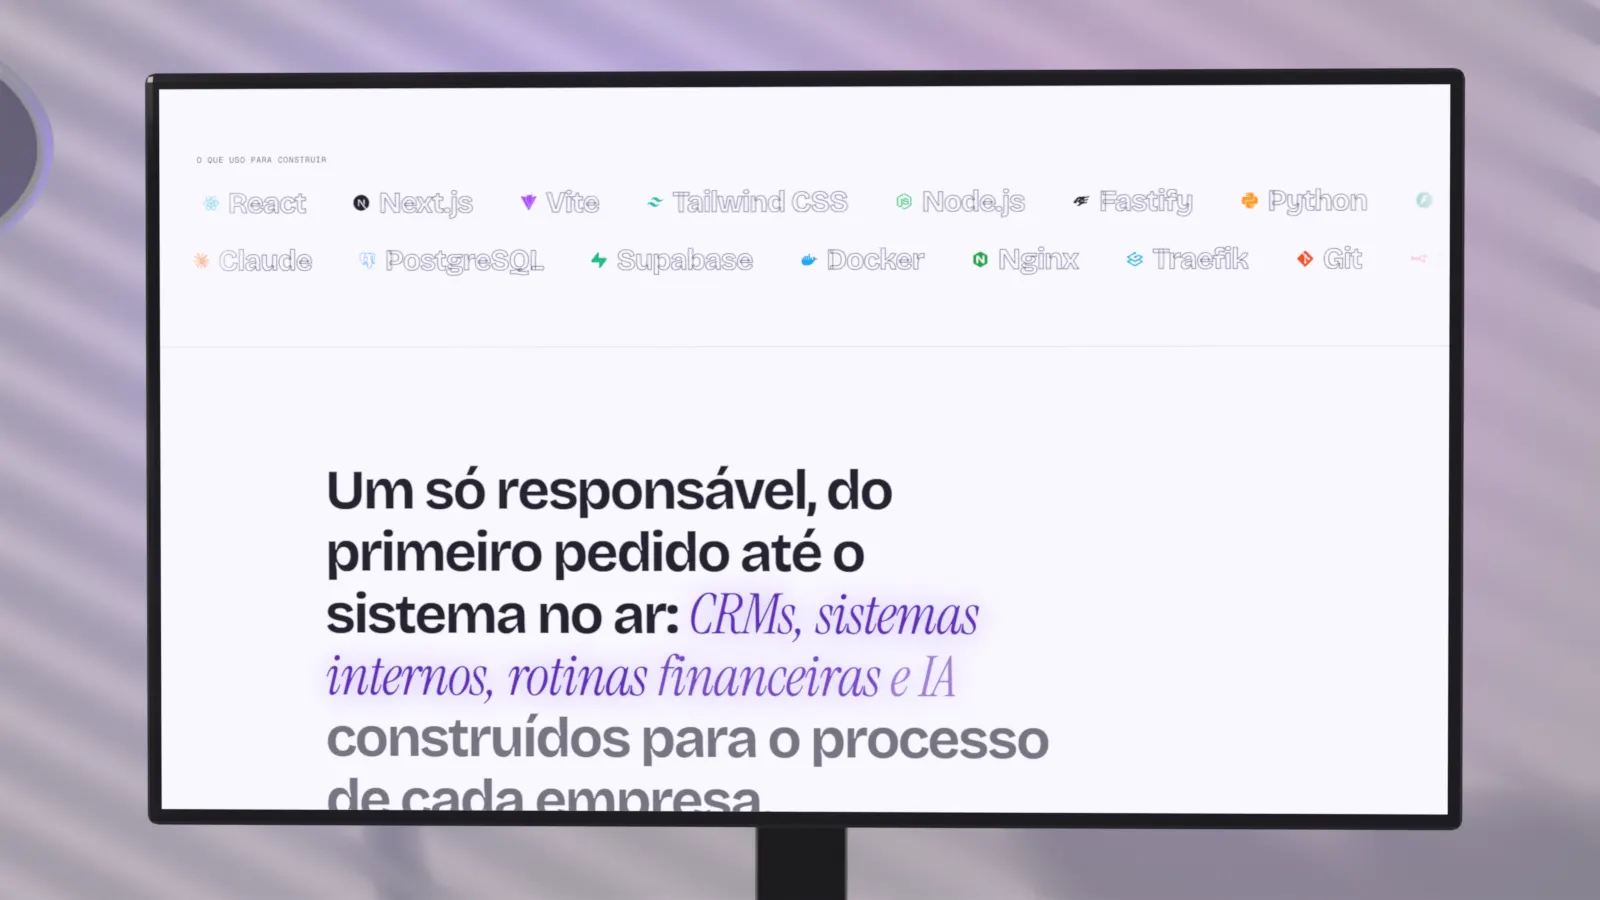 O QUE USO PARA CONSTRUIR
React Next.js Vite Tailwind CSS Node.js Fastify Python
Claude PostgreSQL Supabase Docker Nginx Traefik Git
Um só responsável, do
primeiro pedido até o
sistema no ar: CRMs, sistemas
internos, rotinas financeiras e IA
construídos para o processo
de cada empresa.